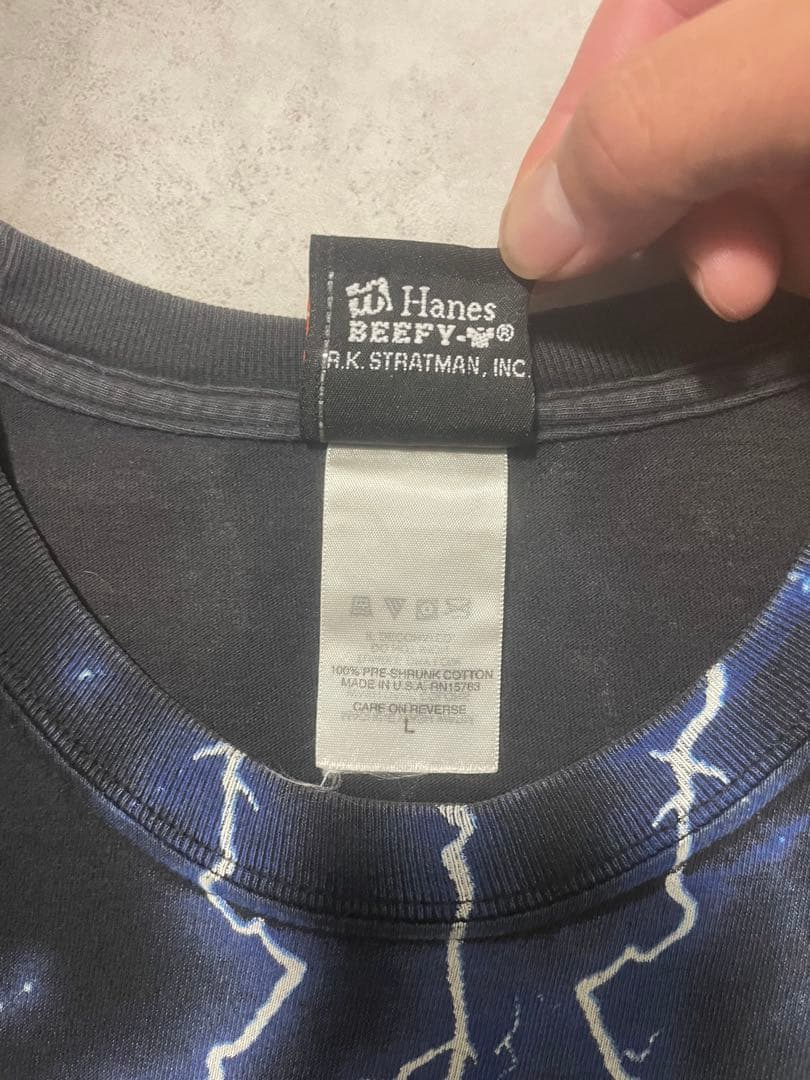 Hanes
BEEFY-T®
R.K. STRATMAN, INC.
100% PRE-SHRUNK COTTON
MADE IN U.S.A. RN15763
CARE ON REVERSE
L